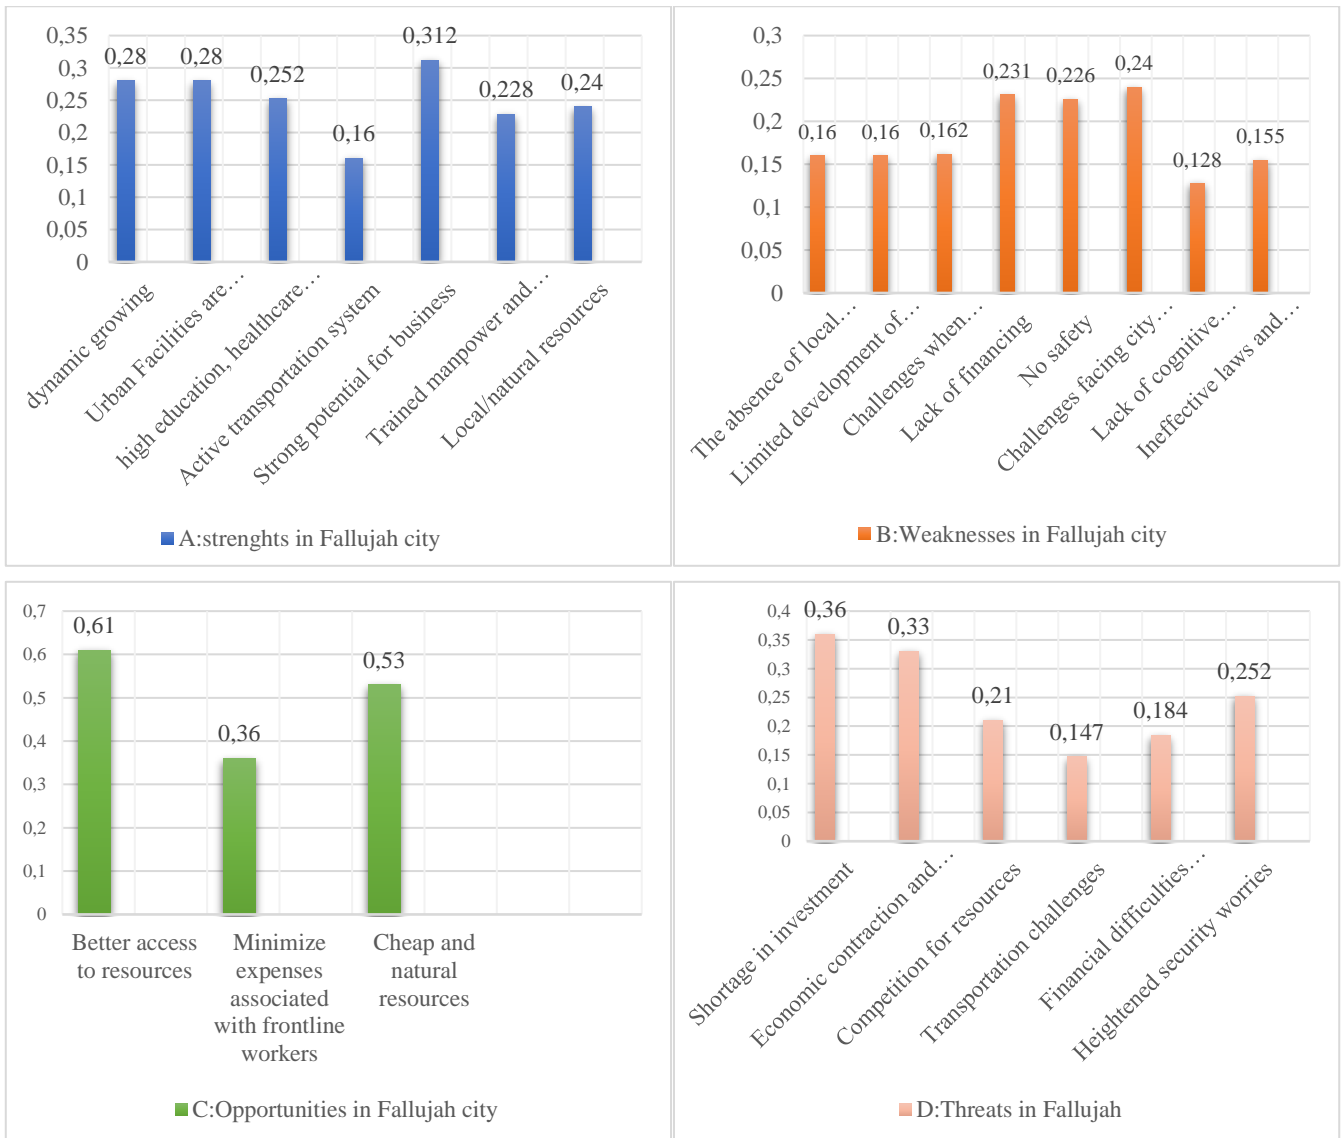 0,35
0,3
0,25
0,2
0,15
0,1
0,05
0
0,28
0,28
0,252
0,16
0,312
0,228
0,24
dynamic growing
Urban Facilities are…
high education, healthcare…
Active transportation system
Strong potential for business
Trained manpower and…
Local/natural resources
A:strenghts in Fallujah city
0,3
0,25
0,2
0,15
0,1
0,05
0
0,16
0,16
0,162
0,231
0,226
0,24
0,128
0,155
The absence of local…
Limited development of…
Challenges when…
Lack of financing
No safety
Challenges facing city…
Lack of cognitive…
Ineffective laws and…
B:Weaknesses in Fallujah city
0,7
0,6
0,5
0,4
0,3
0,2
0,1
0
0,61
0,36
0,53
Better access
to resources
Minimize
expenses
associated
with frontline
workers
Cheap and
natural
resources
C:Opportunities in Fallujah city
0,4
0,35
0,3
0,25
0,2
0,15
0,1
0,05
0
0,36
0,33
0,21
0,147
0,184
0,252
Shortage in investment
Economic contraction and…
Competition for resources
Transportation challenges
Financial difficulties…
Heightened security worries
D:Threats in Fallujah